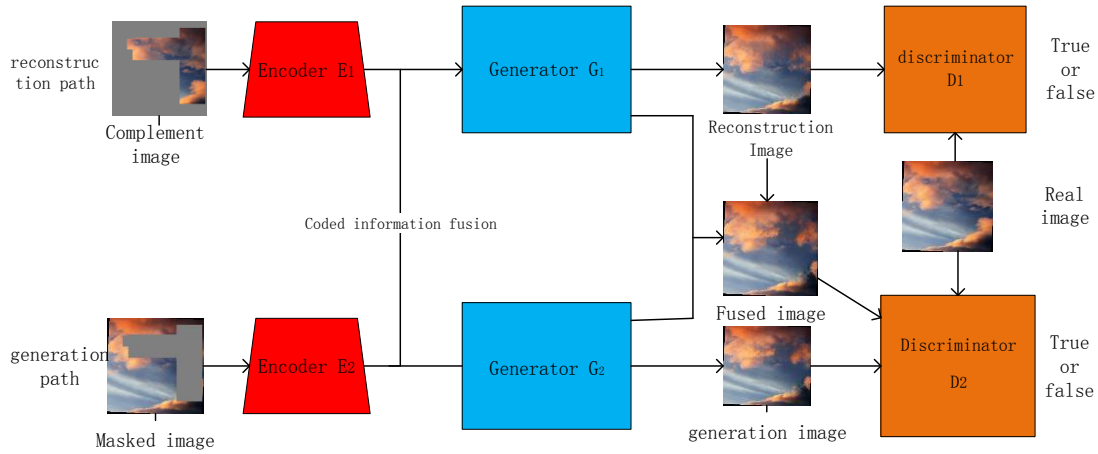 reconstruc
tion path
Complement
image
Encoder E1
Generator G1
Reconstruction
Image
discriminator
D1
True
or
false
Coded information fusion
Real
image
Fused image
generation
path
Masked image
Encoder E2
Generator G2
generation image
Discriminator
D2
True
or
false